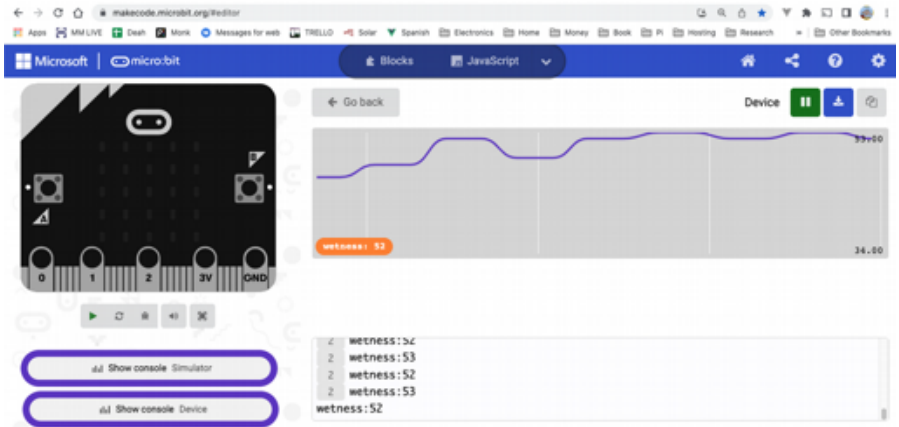 makecode.microbit.org/#editor
Apps MM LIVE Deah Monk Messages for web TRELLO Solar Spanish Electronics Home Money Book Pi Hosting Research » Other Bookmarks
Microsoft micro:bit Blocks JavaScript
Go back Device
53.00
wetness: 52
34.00
B
A
0 1 2 3V GND
2 wetness:52
2 wetness:53
2 wetness:52
2 wetness:53
wetness:52
Show console Simulator
Show console Device